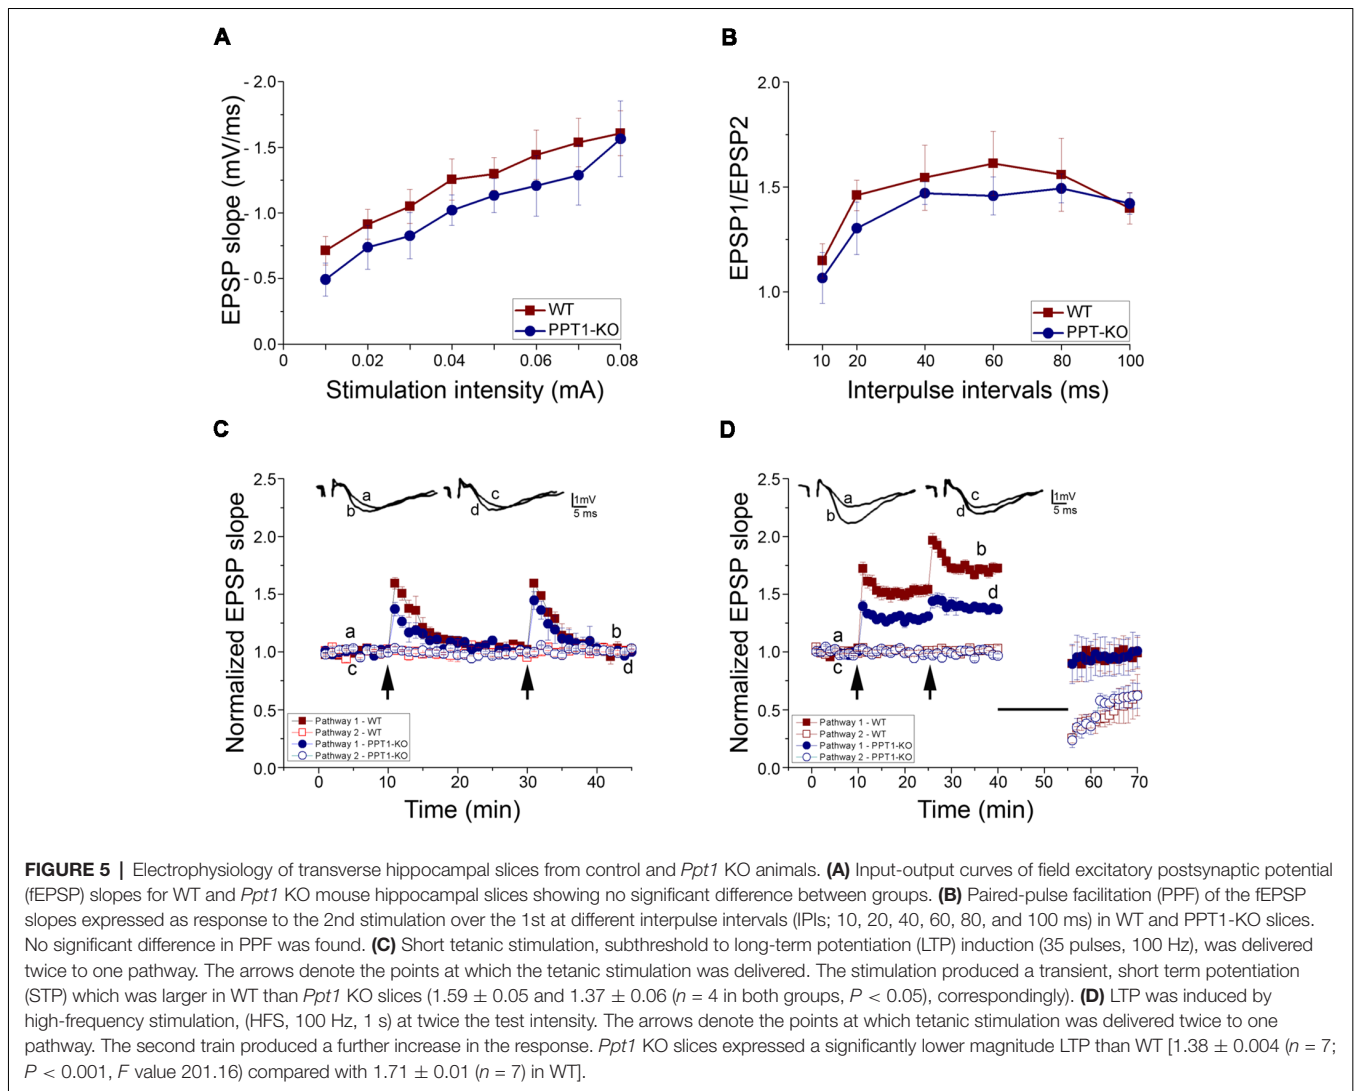 A
EPSP slope (mV/ms)
- 2.0
- 1.5
- 1.0
- 0.5
0.0
0
0.02
0.04
0.06
0.08
Stimulation intensity (mA)
WT
PPT1-KO
B
EPSP1/EPSP2
2.0
1.5
1.0
10
20
40
60
80
100
Interpulse intervals (ms)
WT
PPT-KO
C
Normalized EPSP slope
2.5
2.0
1.5
1.0
0.5
0.0
0
10
20
30
40
Time (min)
a
b
c
d
1mV
5 ms
a
c
b
d
Pathway 1 - WT
Pathway 2 - WT
Pathway 1 - PPT1-KO
Pathway 2 - PPT1-KO
D
Normalized EPSP slope
2.5
2.0
1.5
1.0
0.5
0.0
0
10
20
30
40
50
60
70
Time (min)
a
b
c
d
1mV
5 ms
a
c
b
d
Pathway 1 - WT
Pathway 2 - WT
Pathway 1 - PPT1-KO
Pathway 2 - PPT1-KO
FIGURE 5 | Electrophysiology of transverse hippocampal slices from control and Ppt1 KO animals. (A) Input-output curves of field excitatory postsynaptic potential
(fEPSP) slopes for WT and Ppt1 KO mouse hippocampal slices showing no significant difference between groups. (B) Paired-pulse facilitation (PPF) of the fEPSP
slopes expressed as response to the 2nd stimulation over the 1st at different interpulse intervals (IPIs; 10, 20, 40, 60, 80, and 100 ms) in WT and PPT1-KO slices.
No significant difference in PPF was found. (C) Short tetanic stimulation, subthreshold to long-term potentiation (LTP) induction (35 pulses, 100 Hz), was delivered
twice to one pathway. The arrows denote the points at which the tetanic stimulation was delivered. The stimulation produced a transient, short term potentiation
(STP) which was larger in WT than Ppt1 KO slices (1.59 ± 0.05 and 1.37 ± 0.06 (n = 4 in both groups, P < 0.05), correspondingly). (D) LTP was induced by
high-frequency stimulation, (HFS, 100 Hz, 1 s) at twice the test intensity. The arrows denote the points at which tetanic stimulation was delivered twice to one
pathway. The second train produced a further increase in the response. Ppt1 KO slices expressed a significantly lower magnitude LTP than WT [1.38 ± 0.004 (n = 7;
P < 0.001, F value 201.16) compared with 1.71 ± 0.01 (n = 7) in WT].